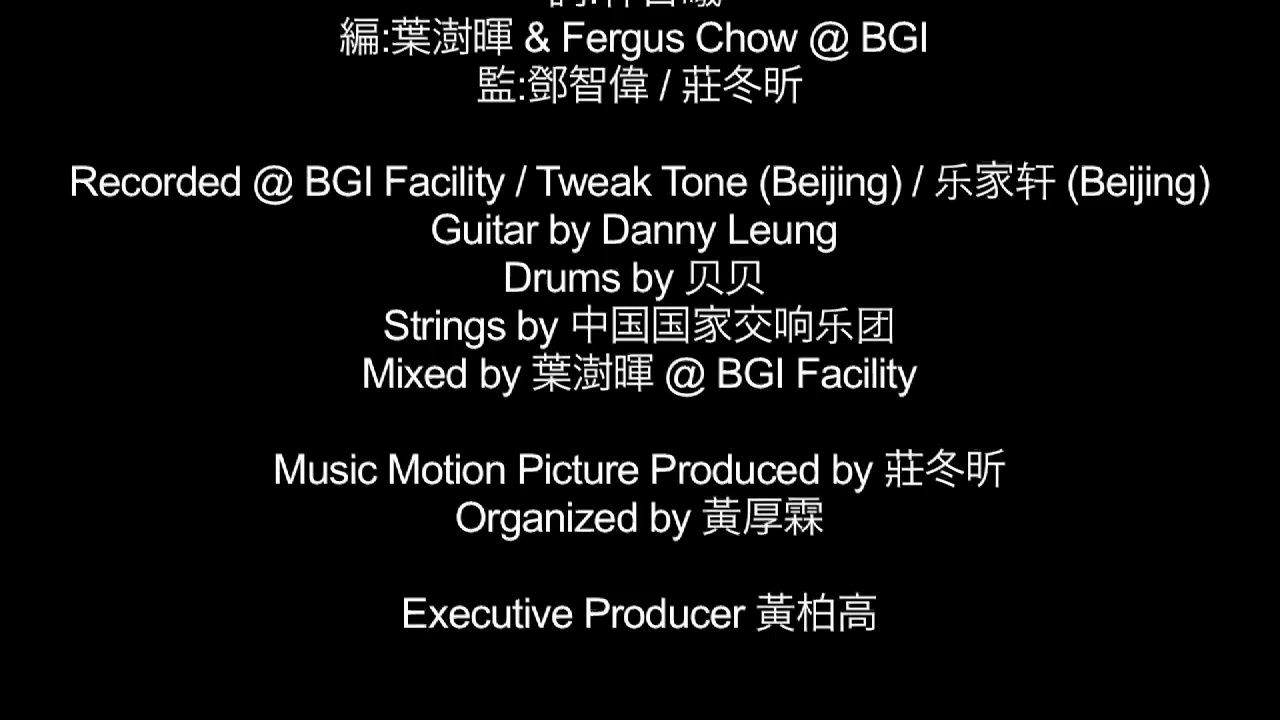 編:葉澍暉 & Fergus Chow @ BGI
監:鄧智偉 / 莊冬昕
Recorded @ BGI Facility / Tweak Tone (Beijing) / 乐家轩 (Beijing)
Guitar by Danny Leung
Drums by 贝贝
Strings by 中国国家交响乐团
Mixed by 葉澍暉 @ BGI Facility
Music Motion Picture Produced by 莊冬昕
Organized by 黃厚霖
Executive Producer 黃柏高